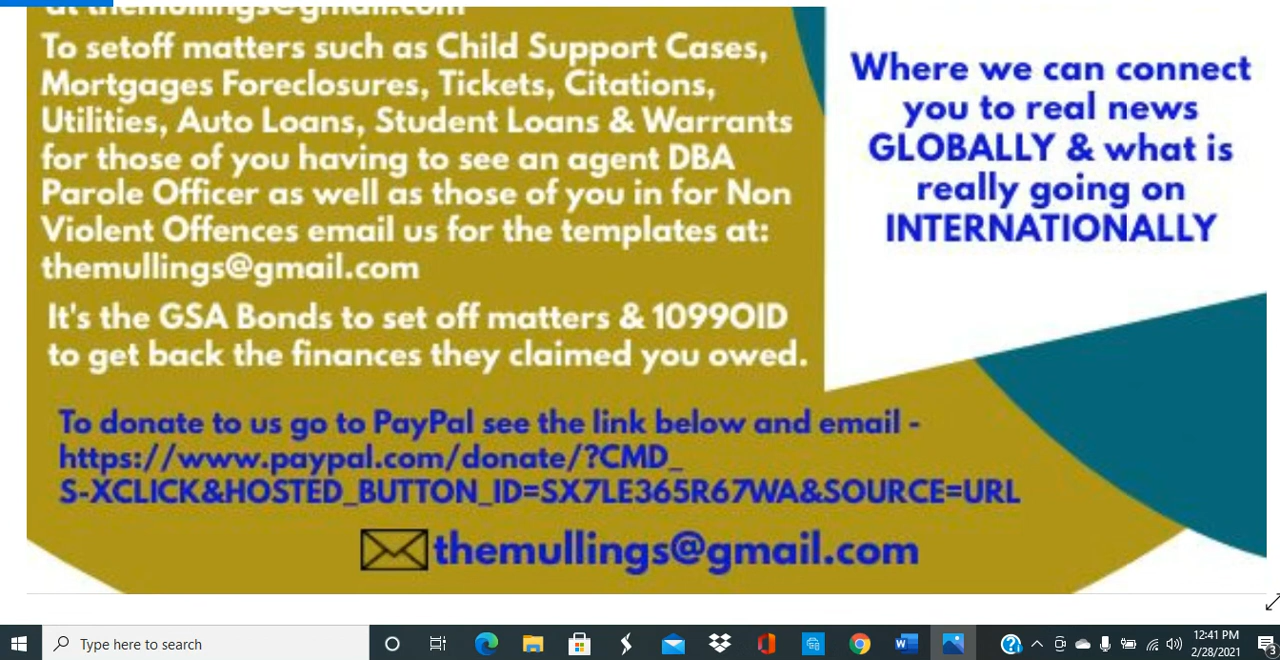 at themullings@gmail.com
To setoff matters such as Child Support Cases,
Mortgages Foreclosures, Tickets, Citations,
Utilities, Auto Loans, Student Loans & Warrants
for those of you having to see an agent DBA
Parole Officer as well as those of you in for Non
Violent Offences email us for the templates at:
themullings@gmail.com
It's the GSA Bonds to set off matters & 1099OID
to get back the finances they claimed you owed.
Where we can connect
you to real news
GLOBALLY & what is
really going on
INTERNATIONALLY
To donate to us go to PayPal see the link below and email -
https://www.paypal.com/donate/?CMD_
S-XCLICK&HOSTED_BUTTON_ID=SX7LE365R67WA&SOURCE=URL
themullings@gmail.com
Type here to search
12:41 PM
2/28/2021
3